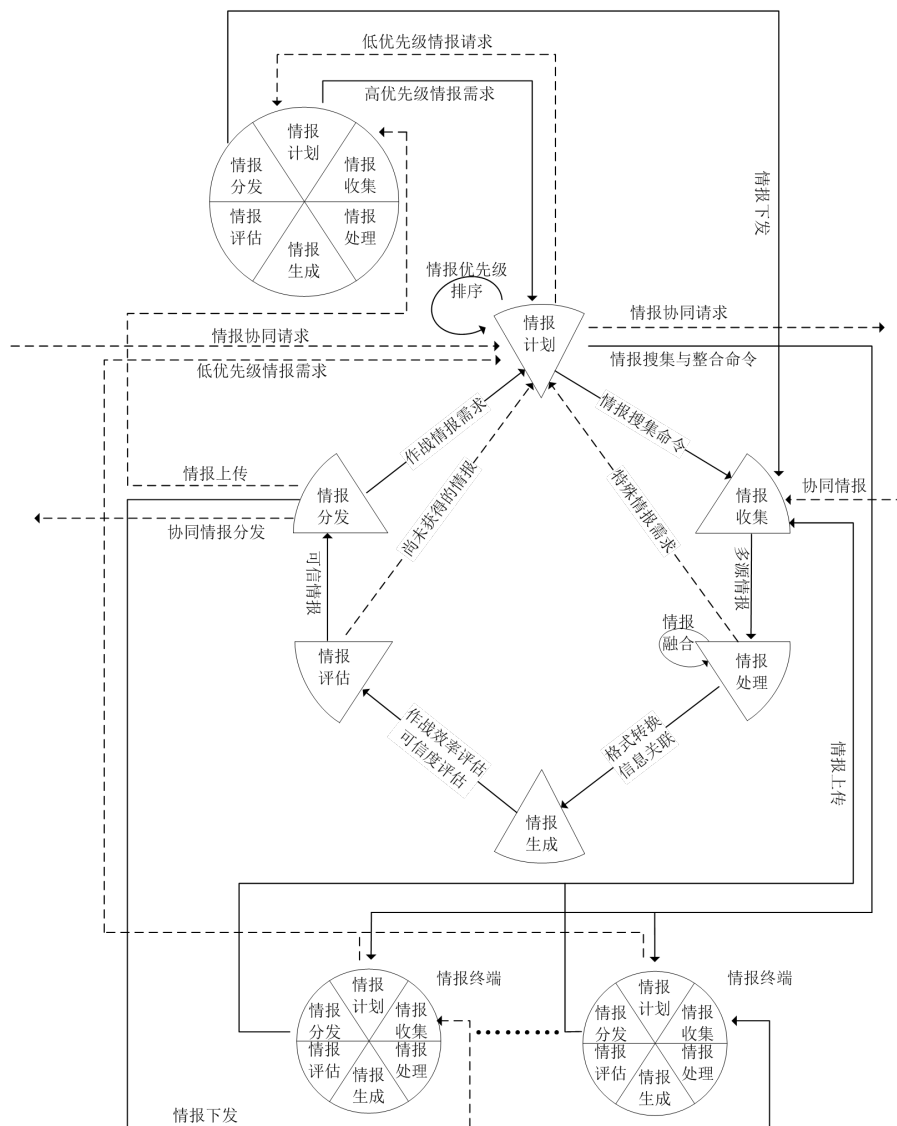 低优先级情报请求
高优先级情报需求
情报
计划
情报
分发
情报
收集
情报
评估
情报
处理
情报
生成
情报下发
情报优先级
排序
情报
计划
情报协同请求
情报协同请求
低优先级情报需求
情报搜集与整合命令
作战情报需求
情报搜集命令
情报上传
情报
分发
尚未获得的情报
特殊情报需求
情报
收集
协同情报
协同情报分发
可信情报
多源情报
情报
融合
情报
评估
情报
处理
作战效率评估
可信度评估
格式转换
信息关联
情报上传
情报
生成
情报终端
情报终端
情报
计划
情报
分发
情报
收集
情报
评估
情报
处理
情报
生成
情报
计划
情报
分发
情报
收集
情报
评估
情报
处理
情报
生成
情报下发